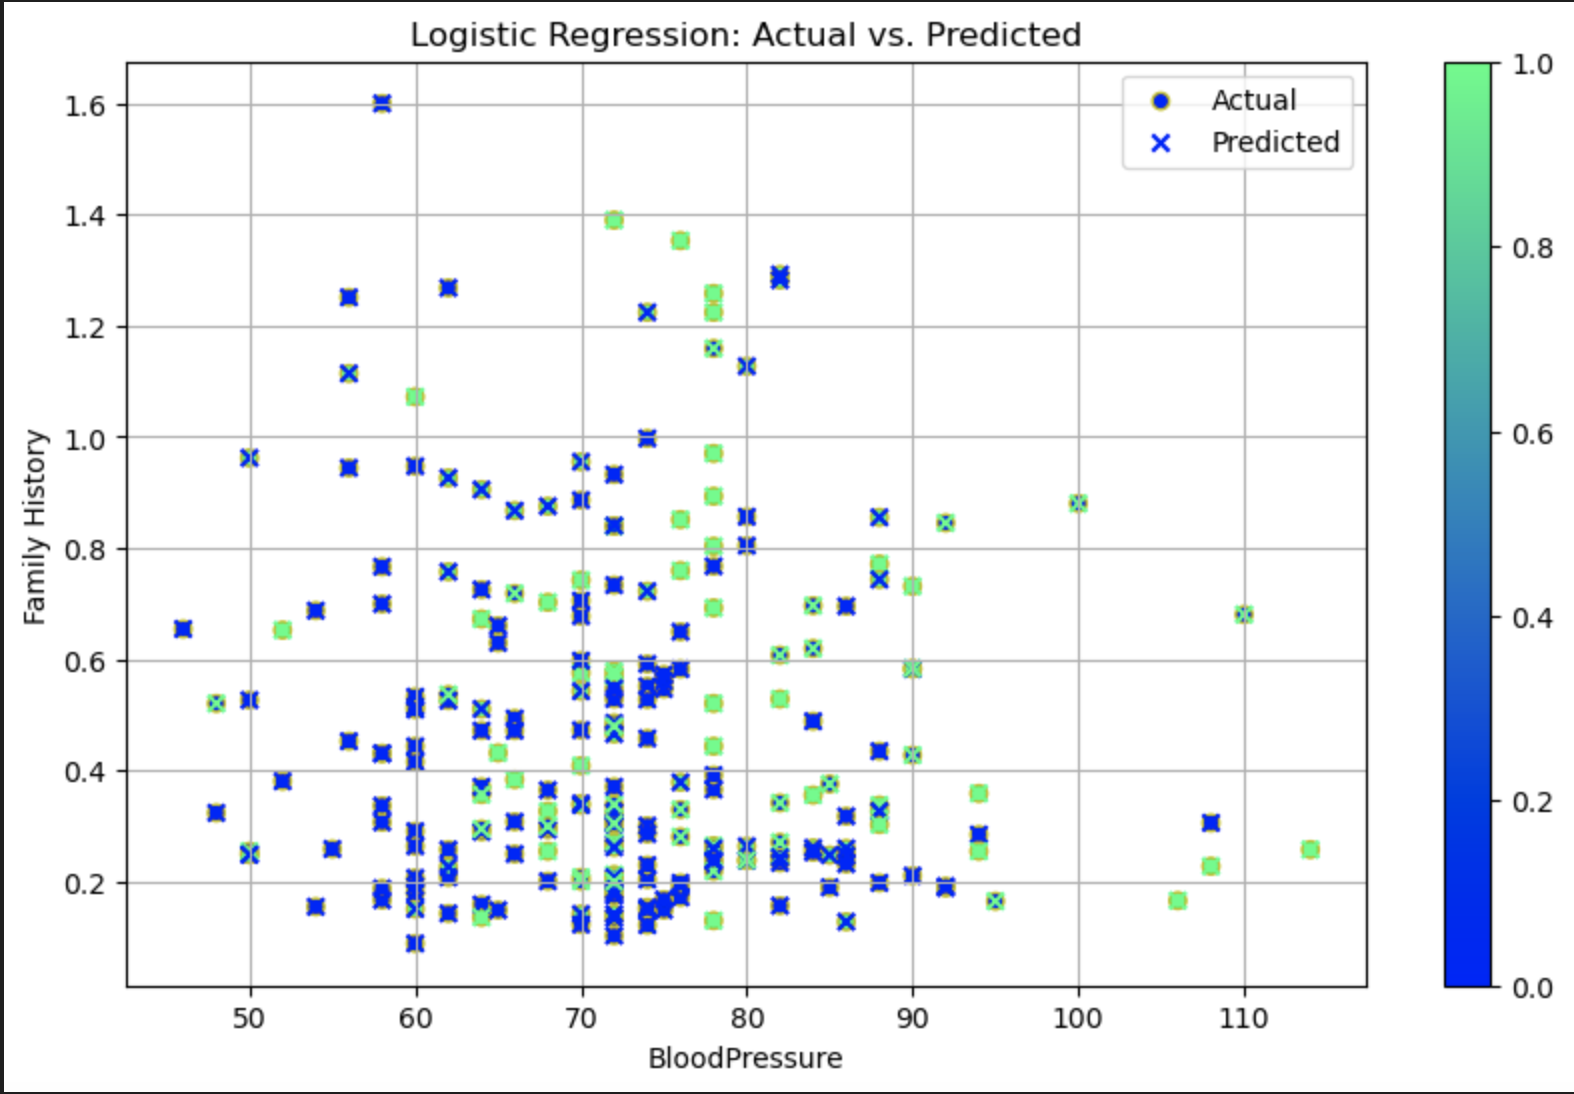 Logistic Regression: Actual vs. Predicted
Actual
Predicted
1.6
1.4
1.2
1.0
0.8
0.6
0.4
0.2
Family History
50 60 70 80 90 100 110
BloodPressure
1.0
0.8
0.6
0.4
0.2
0.0